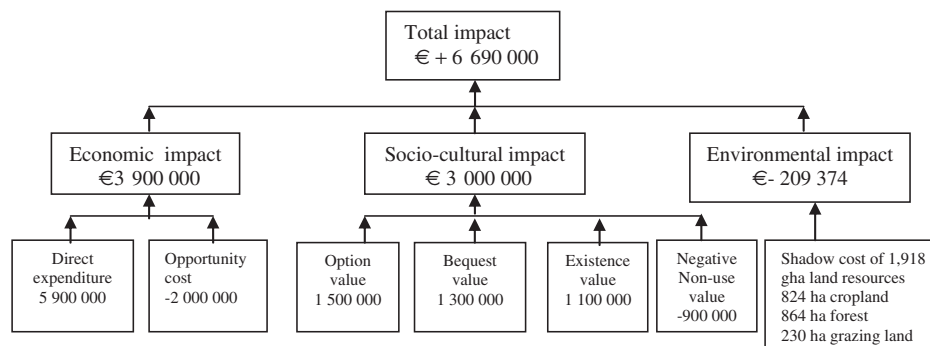 Total impact
€ + 6 690 000
Economic impact
€3 900 000
Socio-cultural impact
€ 3 000 000
Environmental impact
€- 209 374
Direct
expenditure
5 900 000
Opportunity
cost
-2 000 000
Option
value
1 500 000
Bequest
value
1 300 000
Existence
value
1 100 000
Negative
Non-use
value
-900 000
Shadow cost of 1,918
gha land resources
824 ha cropland
864 ha forest
230 ha grazing land